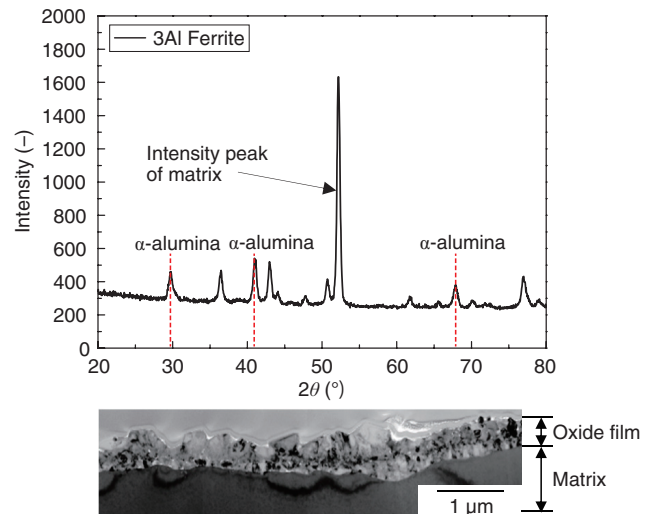 2000
1800
1600
1400
1200
1000
800
600
400
200
0
Intensity (−)
3Al Ferrite
Intensity peak
of matrix
α-alumina
α-alumina
α-alumina
20 30 40 50 60 70 80
2θ (°)
Oxide film
Matrix
1 µm